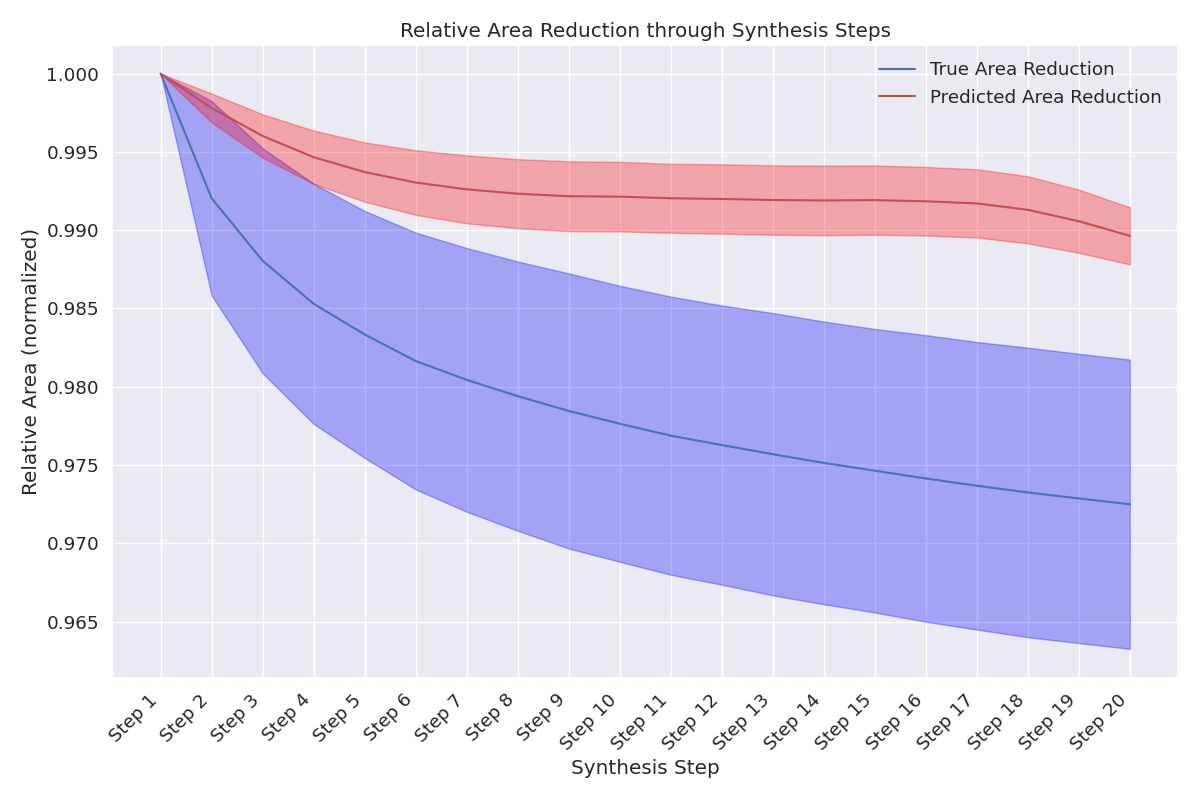 Relative Area Reduction through Synthesis Steps
True Area Reduction
Predicted Area Reduction
Relative Area (normalized)
1.000
0.995
0.990
0.985
0.980
0.975
0.970
0.965
Step 1
Step 2
Step 3
Step 4
Step 5
Step 6
Step 7
Step 8
Step 9
Step 10
Step 11
Step 12
Step 13
Step 14
Step 15
Step 16
Step 17
Step 18
Step 19
Step 20
Synthesis Step